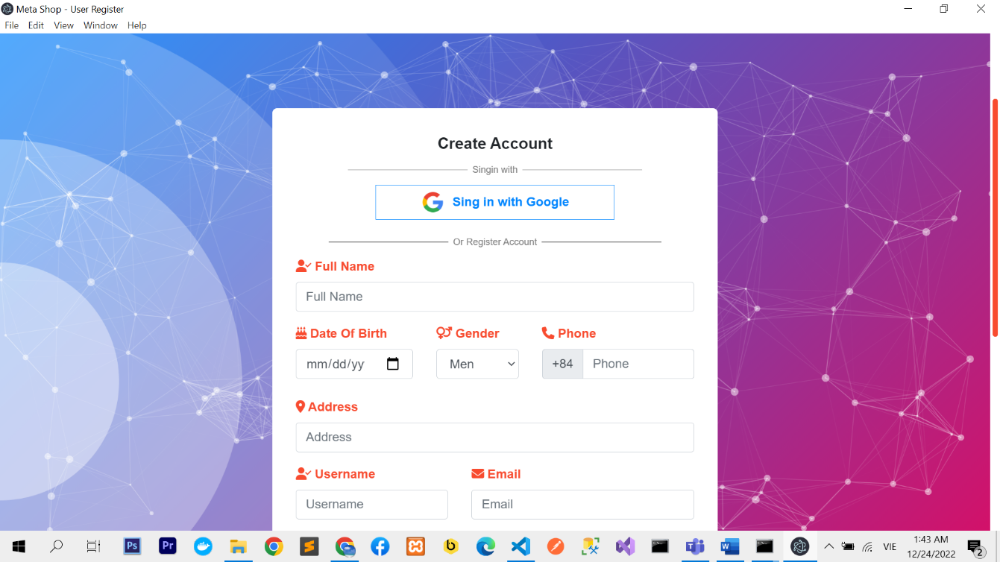 Meta Shop - User Register
File Edit View Window Help
Create Account
Singin with
Sing in with Google
Or Register Account
Full Name
Full Name
Date Of Birth Gender Phone
mm/dd/yy Men +84 Phone
Address
Address
Username Email
Username Email
Ps Pr VIE 1:43 AM
12/24/2022 2